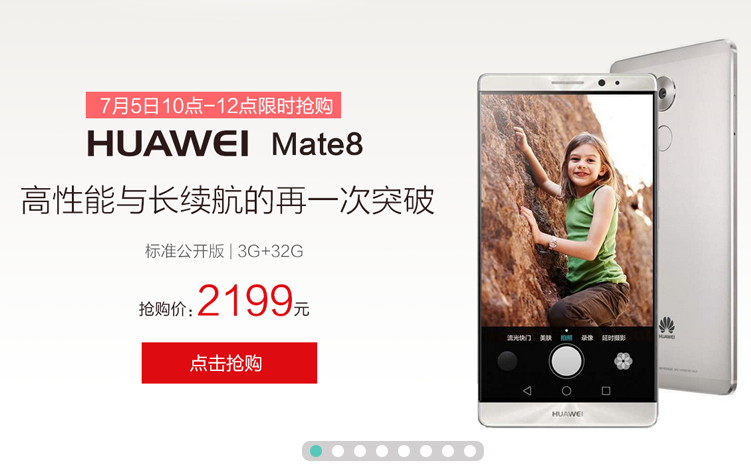 7月5日10点-12点限时抢购
HUAWEI Mate8
高性能与长续航的再一次突破
标准公开版 | 3G+32G
抢购价: 2199元
点击抢购
流光快门 美肤 拍照 录像 延时摄影
HUAWEI
HUAWEI